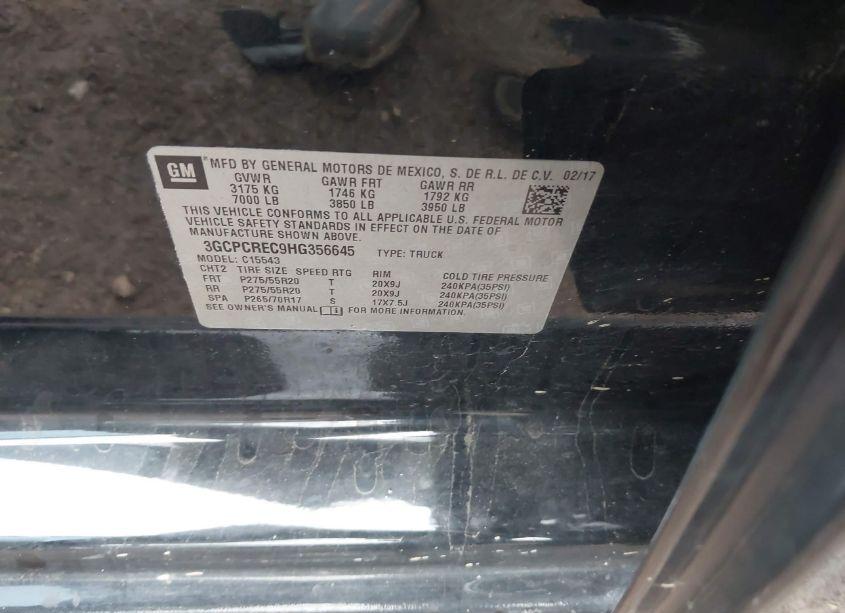 GM MFD BY GENERAL MOTORS DE MEXICO, S. DE R.L. DE C.V. 02/17
GVWR GAWR FRT GAWR RR
3175 KG 1746 KG 1792 KG
7000 LB 3850 LB 3950 LB
THIS VEHICLE CONFORMS TO ALL APPLICABLE U.S. FEDERAL MOTOR
VEHICLE SAFETY STANDARDS IN EFFECT ON THE DATE OF
MANUFACTURE SHOWN ABOVE.
3GCPCREC9HG356645 TYPE: TRUCK
MODEL: C15543
CHT2 TIRE SIZE SPEED RTG RIM COLD TIRE PRESSURE
FRT P275/55R20 T 20X9J 240KPA(35PSI)
RR P275/55R20 T 20X9J 240KPA(35PSI)
SPA P265/70R17 S 17X7.5J 240KPA(35PSI)
SEE OWNER'S MANUAL FOR MORE INFORMATION.